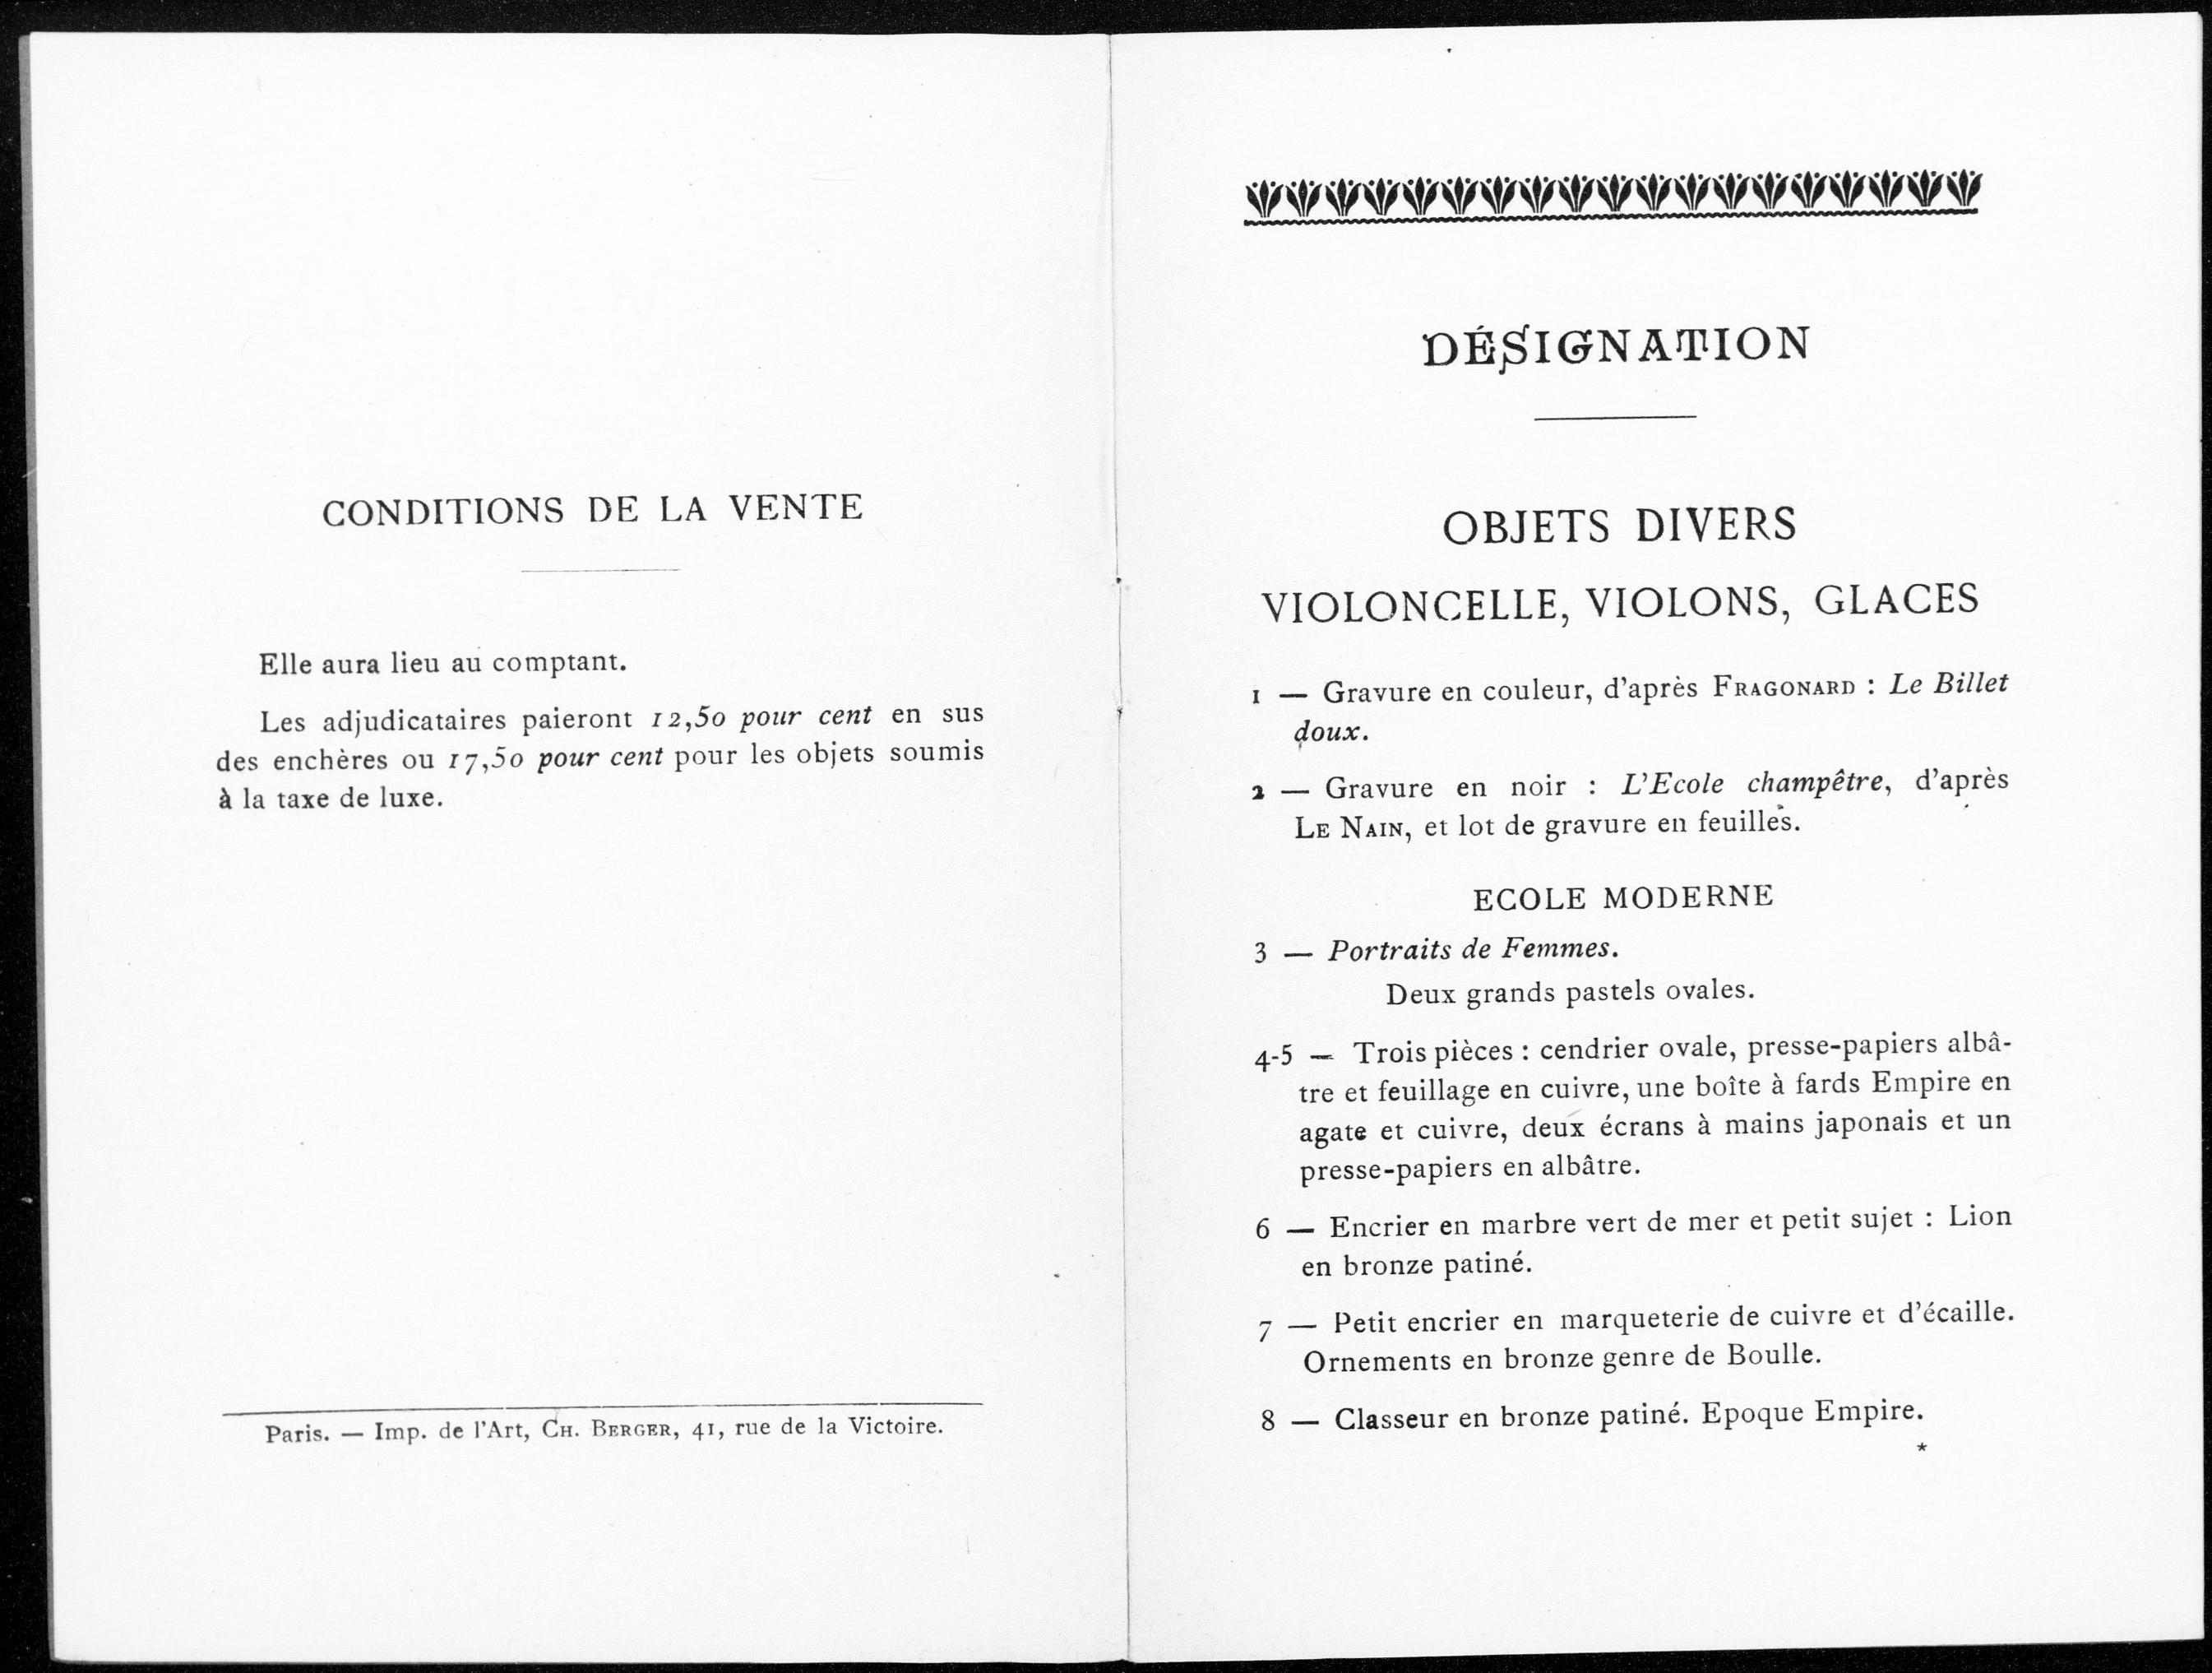 CONDITIONS DE LA VENTE
Elle aura lieu au comptant.
Les adjudicataires paieront 12,50 pour cent en sus
des enchères ou 17,50 pour cent pour les objets soumis
à la taxe de luxe.
Paris. — Imp. de l'Art, CH. BERGER, 41, rue de la Victoire.
DÉSIGNATION
OBJETS DIVERS
VIOLONCELLE, VIOLONS, GLACES
1 — Gravure en couleur, d'après FRAGONARD : Le Billet
doux.
2 — Gravure en noir : L'Ecole champêtre, d'après
LE NAIN, et lot de gravure en feuilles.
ECOLE MODERNE
3 — Portraits de Femmes.
Deux grands pastels ovales.
4-5 — Trois pièces : cendrier ovale, presse-papiers albâ-
tre et feuillage en cuivre, une boîte à fards Empire en
agate et cuivre, deux écrans à mains japonais et un
presse-papiers en albâtre.
6 — Encrier en marbre vert de mer et petit sujet : Lion
en bronze patiné.
7 — Petit encrier en marqueterie de cuivre et d'écaille.
Ornements en bronze genre de Boulle.
8 — Classeur en bronze patiné. Epoque Empire.
*